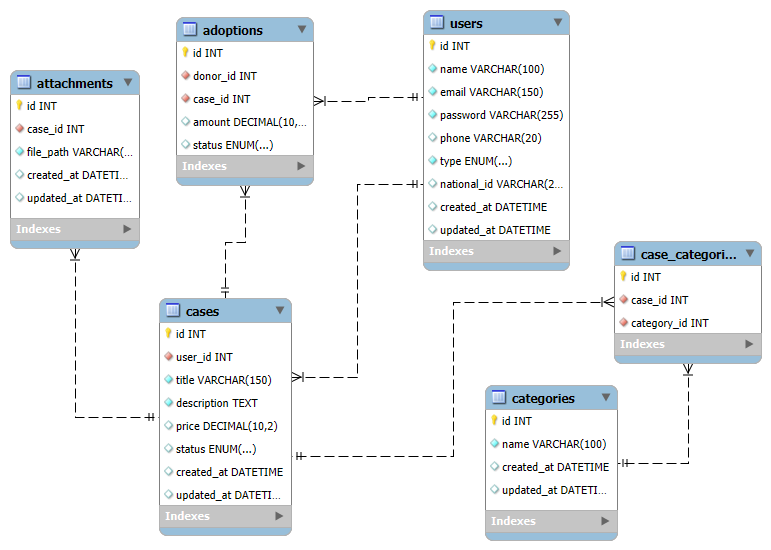 adoptions
id INT
donor_id INT
case_id INT
amount DECIMAL(10,...
status ENUM(...)
Indexes
users
id INT
name VARCHAR(100)
email VARCHAR(150)
password VARCHAR(255)
phone VARCHAR(20)
type ENUM(...)
national_id VARCHAR(2...
created_at DATETIME
updated_at DATETIME
Indexes
attachments
id INT
case_id INT
file_path VARCHAR(...
created_at DATETI...
updated_at DATETI...
Indexes
case_categori...
id INT
case_id INT
category_id INT
Indexes
cases
id INT
user_id INT
title VARCHAR(150)
description TEXT
price DECIMAL(10,2)
status ENUM(...)
created_at DATETIME
updated_at DATETI...
Indexes
categories
id INT
name VARCHAR(100)
created_at DATETIME
updated_at DATETI...
Indexes